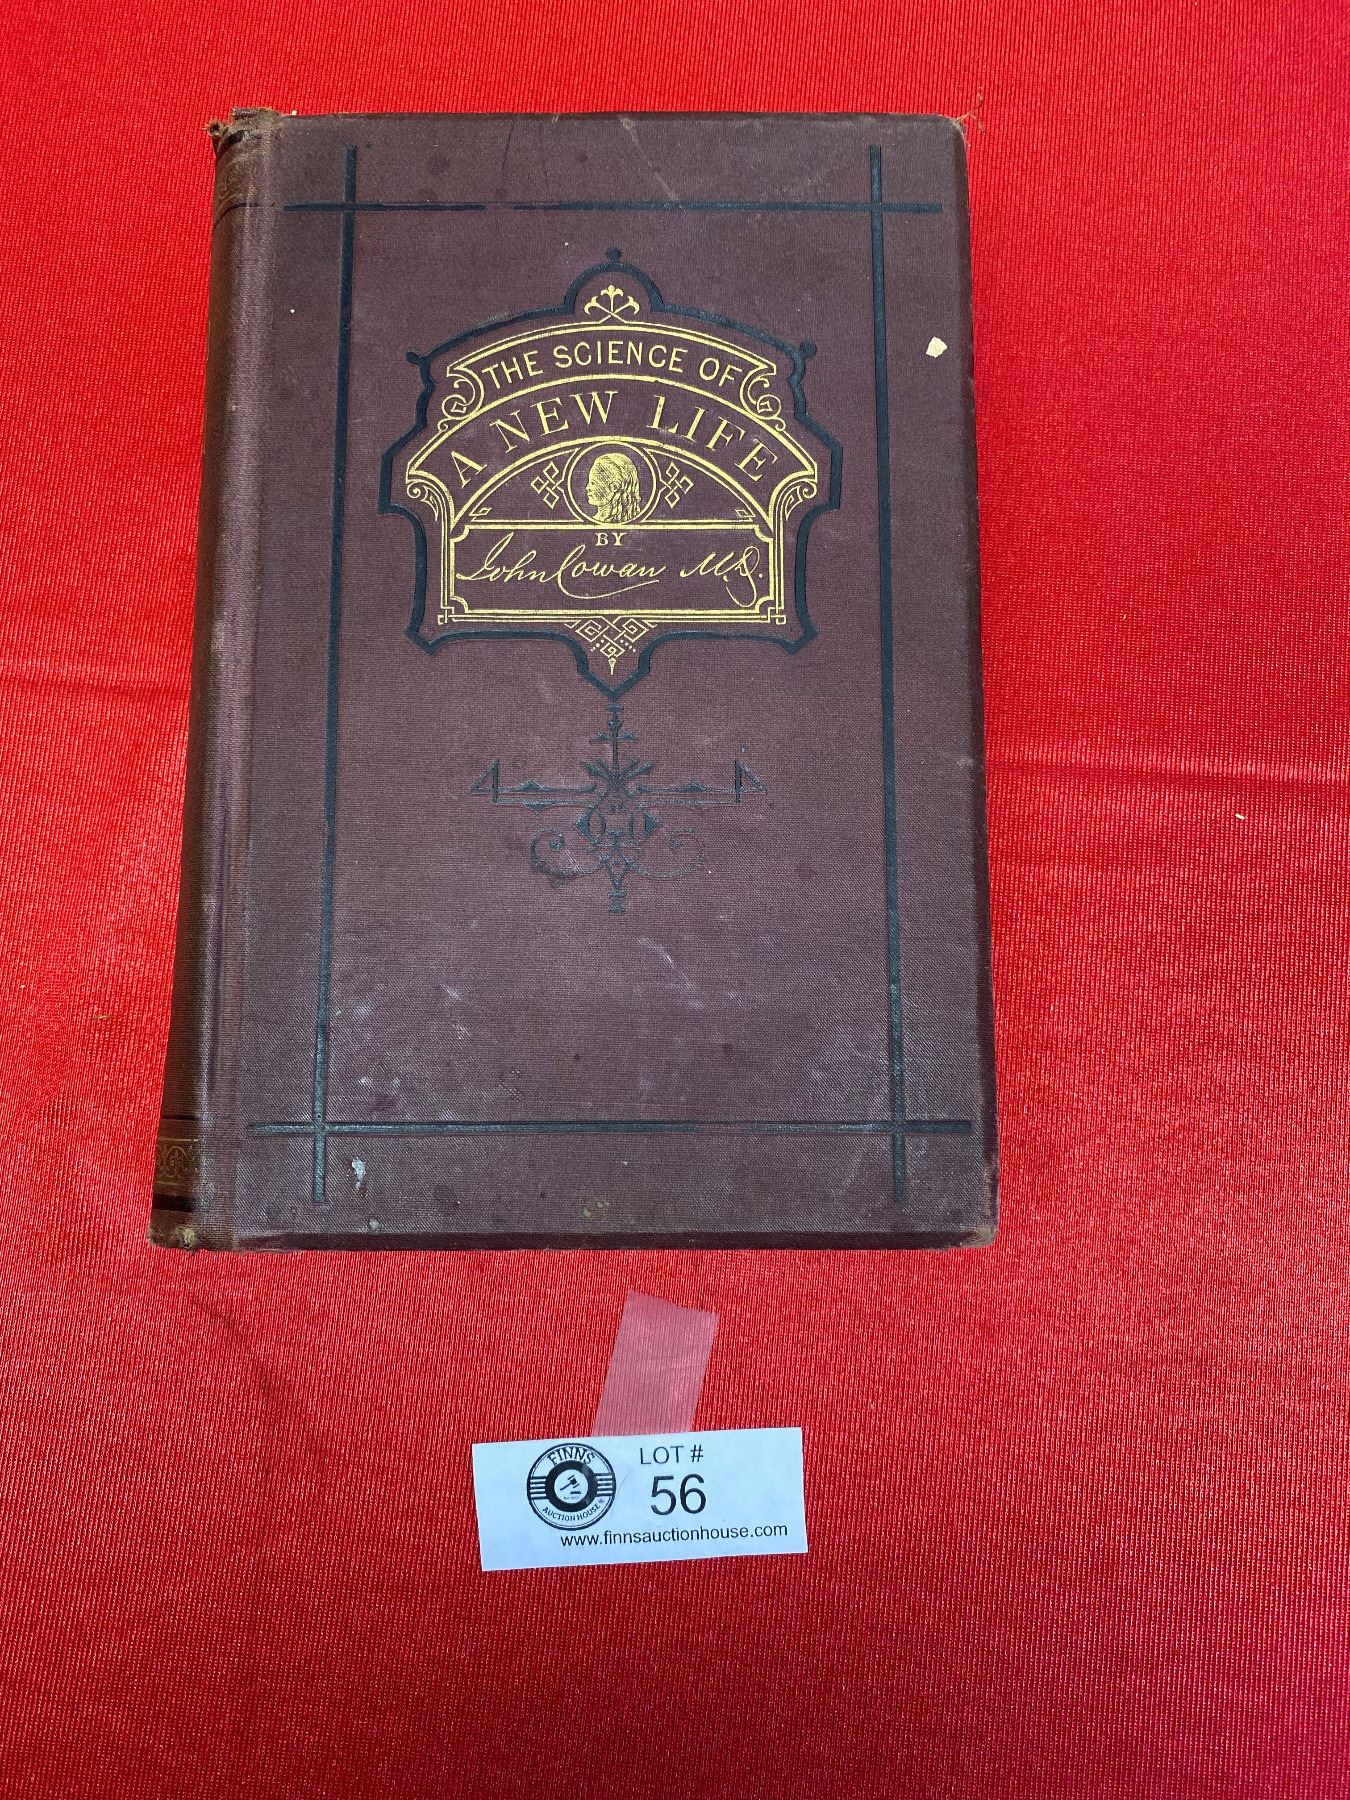 THE SCIENCE OF
A NEW LIFE
BY
John Cowan M.D.
FINNS
AUCTION HOUSE
LOT #
56
www.finnsauctionhouse.com